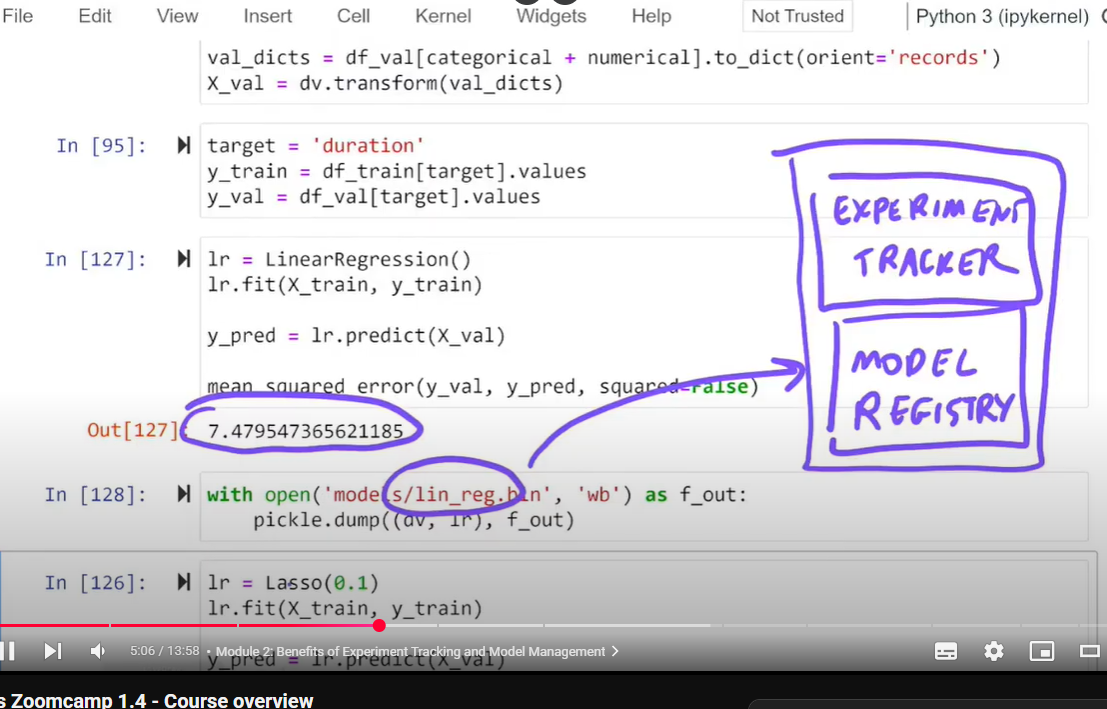 File Edit View Insert Cell Kernel Widgets Help Not Trusted Python 3 (ipykernel)
val_dicts = df_val[categorical + numerical].to_dict(orient='records')
X_val = dv.transform(val_dicts)
In [95]: target = 'duration'
y_train = df_train[target].values
y_val = df_val[target].values
EXPERIMENT
TRACKER
In [127]: lr = LinearRegression()
lr.fit(X_train, y_train)
y_pred = lr.predict(X_val)
mean_squared_error(y_val, y_pred, squared=False)
MODEL
REGISTRY
Out[127]: 7.479547365621185
In [128]: with open('models/lin_reg.bin', 'wb') as f_out:
pickle.dump((dv, lr), f_out)
In [126]: lr = Lasso(0.1)
lr.fit(X_train, y_train)
y_pred = lr.predict(X_val)
5:06 / 13:58 • Module 2: Benefits of Experiment Tracking and Model Management >
s Zoomcamp 1.4 - Course overview